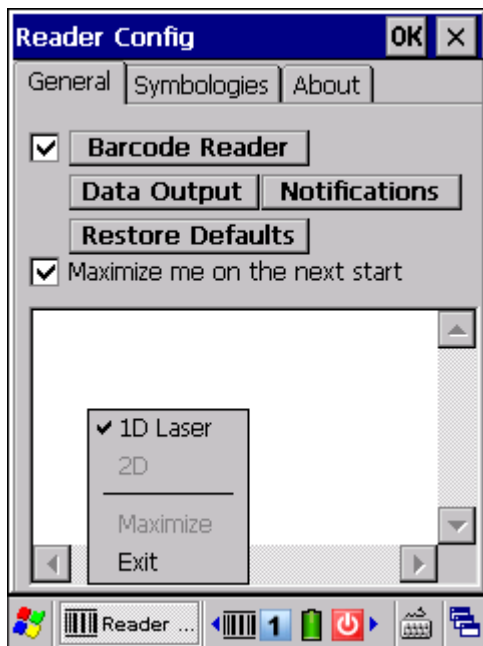 Reader Config OK
General Symbologies About
Barcode Reader
Data Output Notifications
Restore Defaults
Maximize me on the next start
1D Laser
2D
Maximize
Exit
Reader ... 1